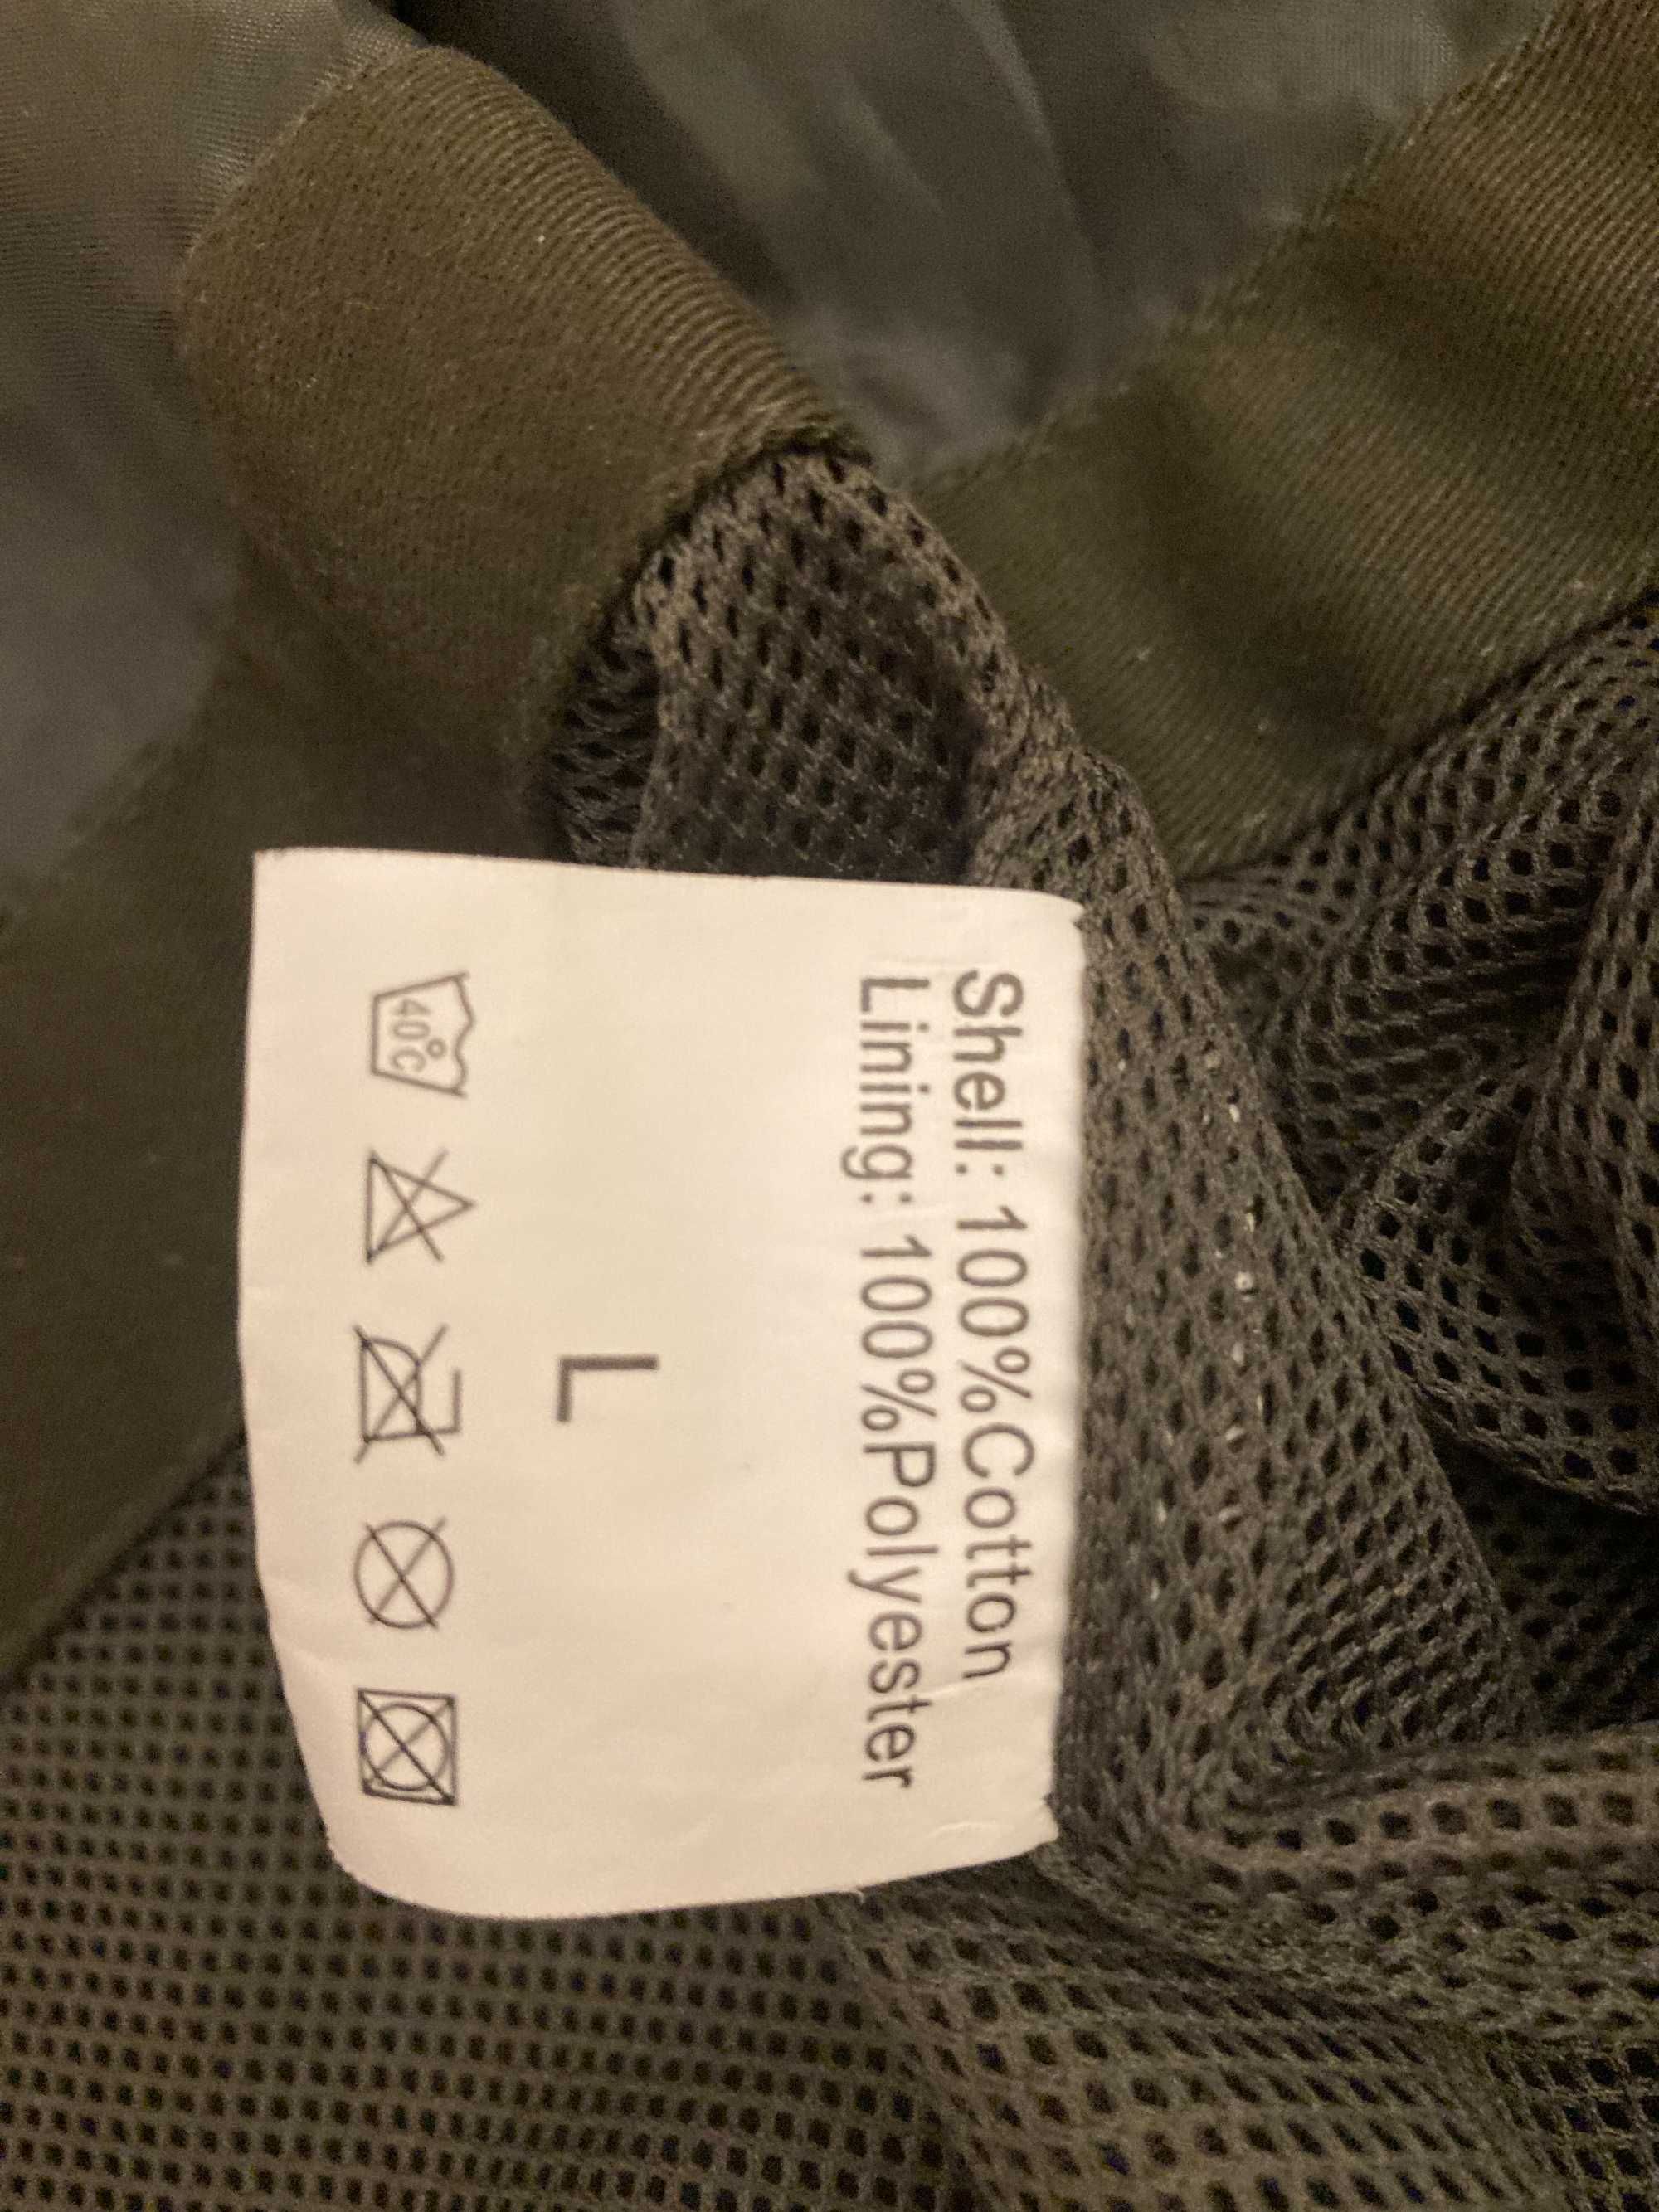 Shell: 100%Cotton
Lining: 100%Polyester
L
40°C